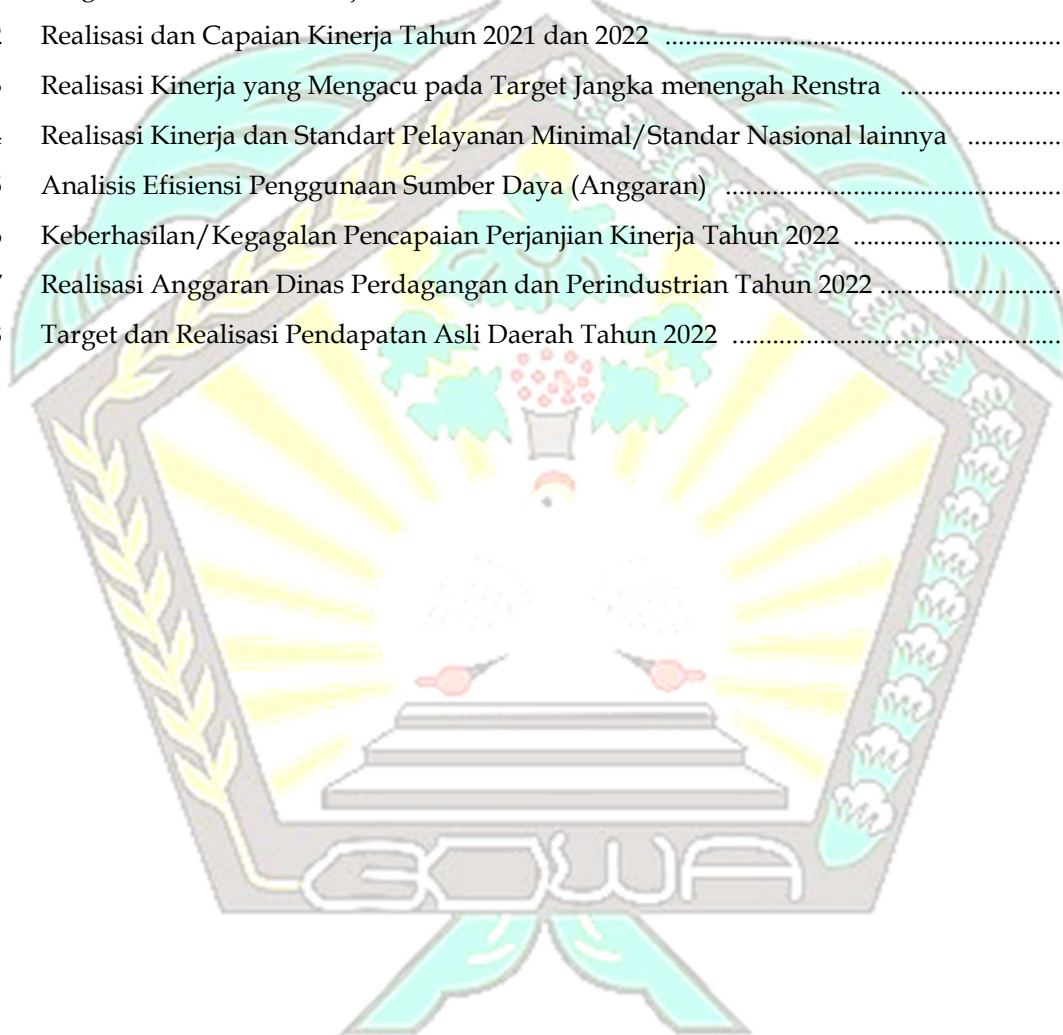 Realisasi dan Capaian Kinerja Tahun 2021 dan 2022 ........................................................................
Realisasi Kinerja yang Mengacu pada Target Jangka menengah Renstra .............................
Realisasi Kinerja dan Standart Pelayanan Minimal/Standar Nasional lainnya ................
Analisis Efisiensi Penggunaan Sumber Daya (Anggaran) ............................................................
Keberhasilan/Kegagalan Pencapaian Perjanjian Kinerja Tahun 2022 .....................................
Realisasi Anggaran Dinas Perdagangan dan Perindustrian Tahun 2022 ................................
Target dan Realisasi Pendapatan Asli Daerah Tahun 2022 ..........................................................
GOWA